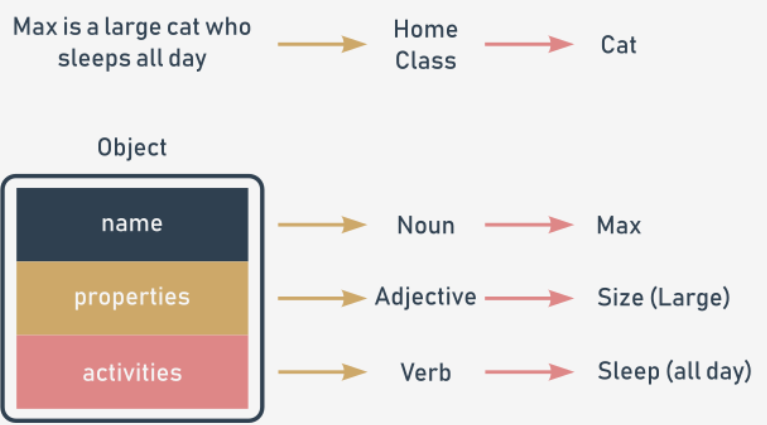 Max is a large cat who
sleeps all day
Home
Class
Cat
Object
name
Noun
Max
properties
Adjective
Size (Large)
activities
Verb
Sleep (all day)